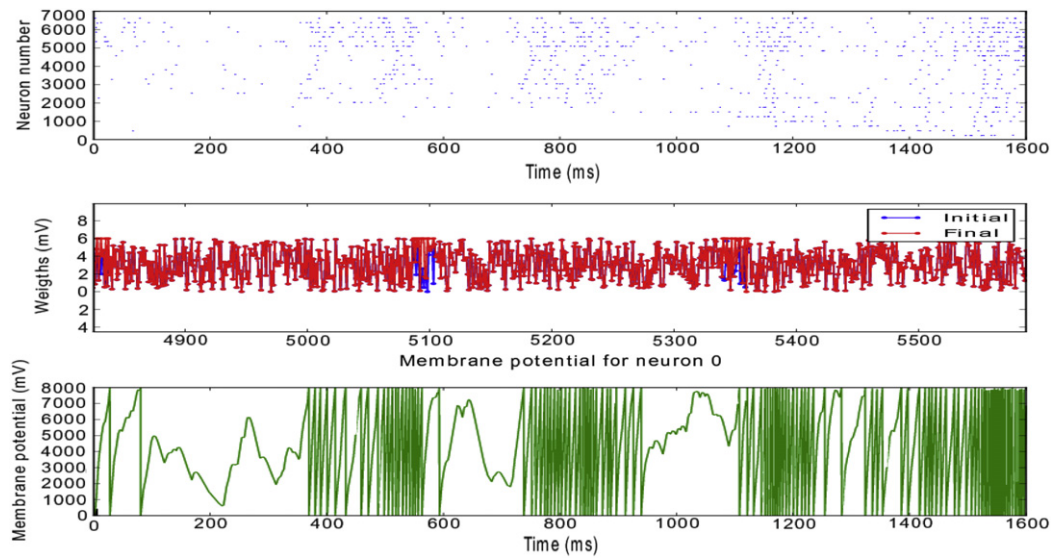 7000
6000
5000
4000
3000
2000
1000
0
Neuron number
0 200 400 600 800 1000 1200 1400 1600
Time (ms)
8
6
4
2
0
2
4
Weigths (mV)
Initial
Final
4900 5000 5100 5200 5300 5400 5500
Membrane potential for neuron 0
8000
7000
6000
5000
4000
3000
2000
1000
0
Membrane potential (mV)
0 200 400 600 800 1000 1200 1400 1600
Time (ms)